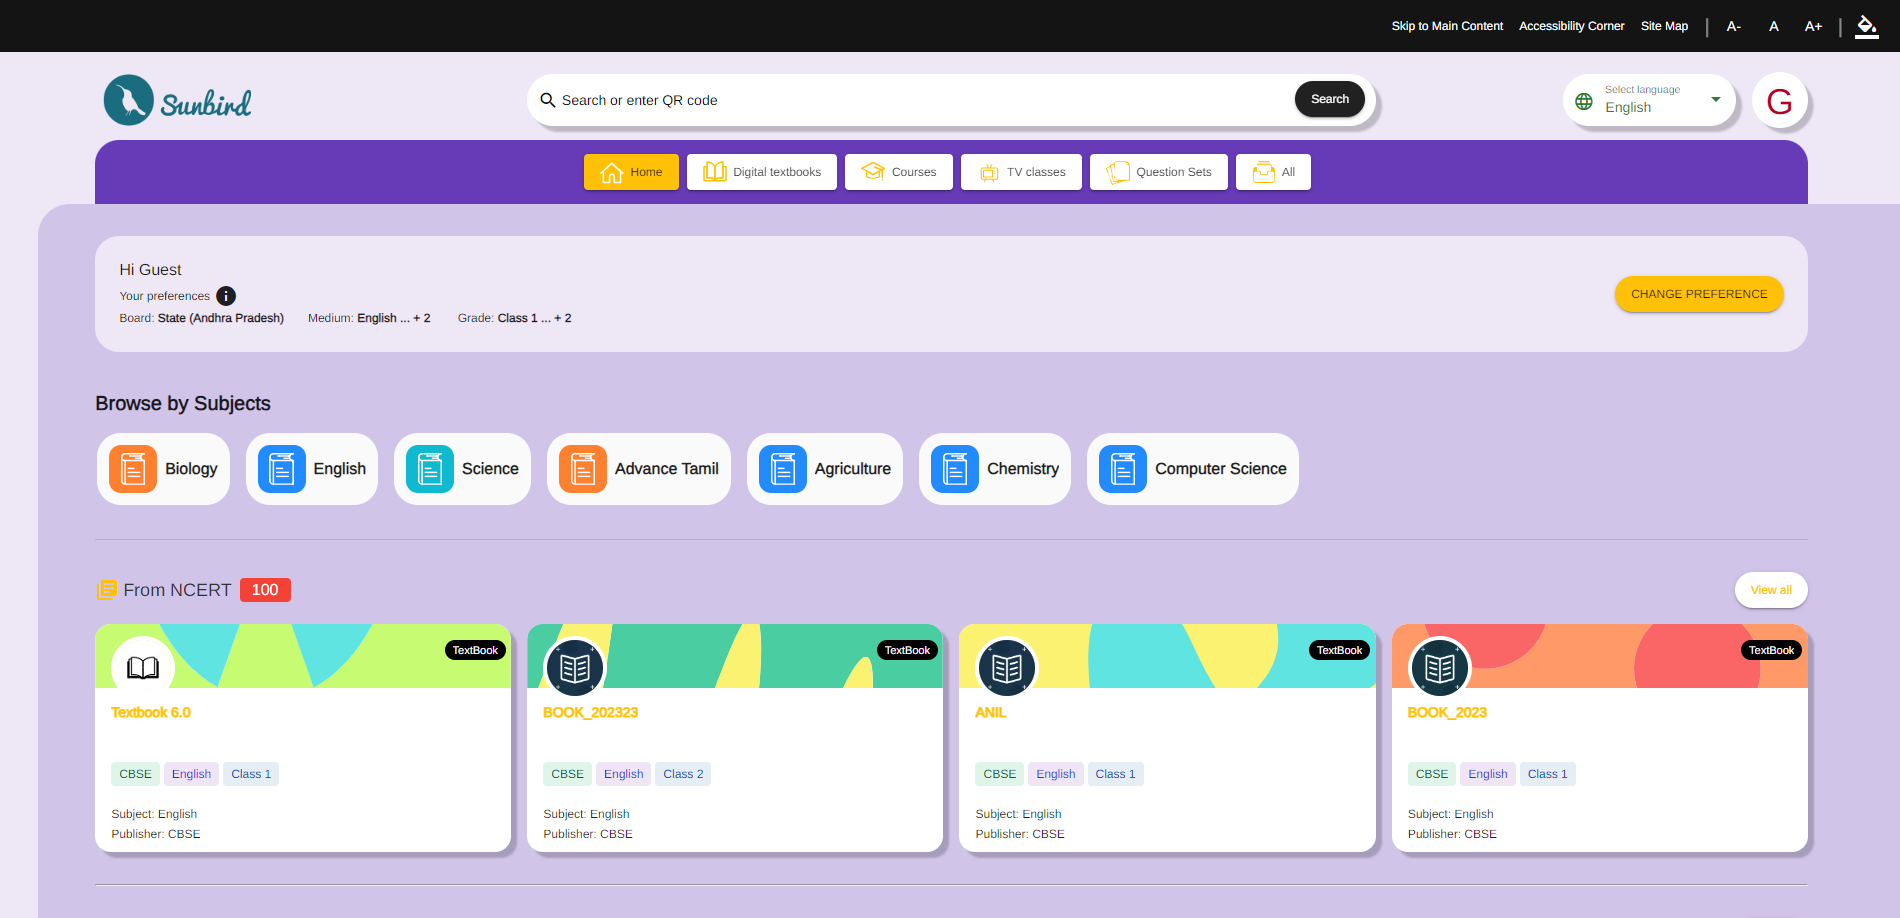 Skip to Main Content Accessibility Corner Site Map A- A A+
Sunbird
Search or enter QR code Search
Select language
English
G
Home Digital textbooks Courses TV classes Question Sets All
Hi Guest
Your preferences
Board: State (Andhra Pradesh) Medium: English ... + 2 Grade: Class 1 ... + 2
CHANGE PREFERENCE
Browse by Subjects
Biology English Science Advance Tamil Agriculture Chemistry Computer Science
From NCERT 100 View all
TextBook
Textbook 6.0
CBSE English Class 1
Subject: English
Publisher: CBSE
TextBook
BOOK_202323
CBSE English Class 2
Subject: English
Publisher: CBSE
TextBook
ANIL
CBSE English Class 1
Subject: English
Publisher: CBSE
TextBook
BOOK_2023
CBSE English Class 1
Subject: English
Publisher: CBSE